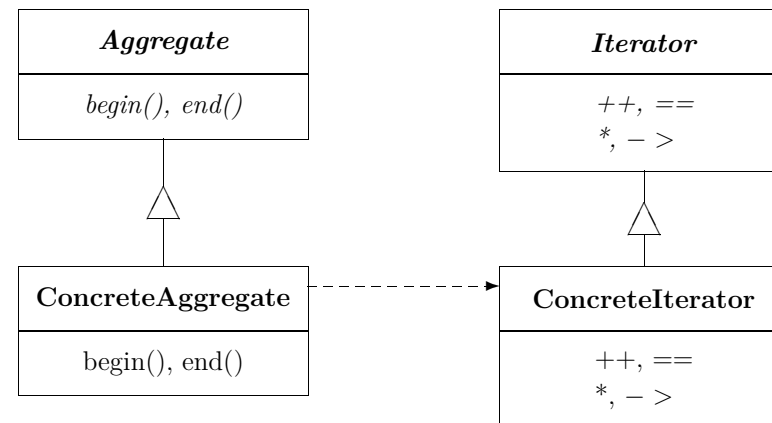 Aggregate
begin(), end()
Iterator
++, ==
*, − >
ConcreteAggregate
begin(), end()
ConcreteIterator
++, ==
*, − >